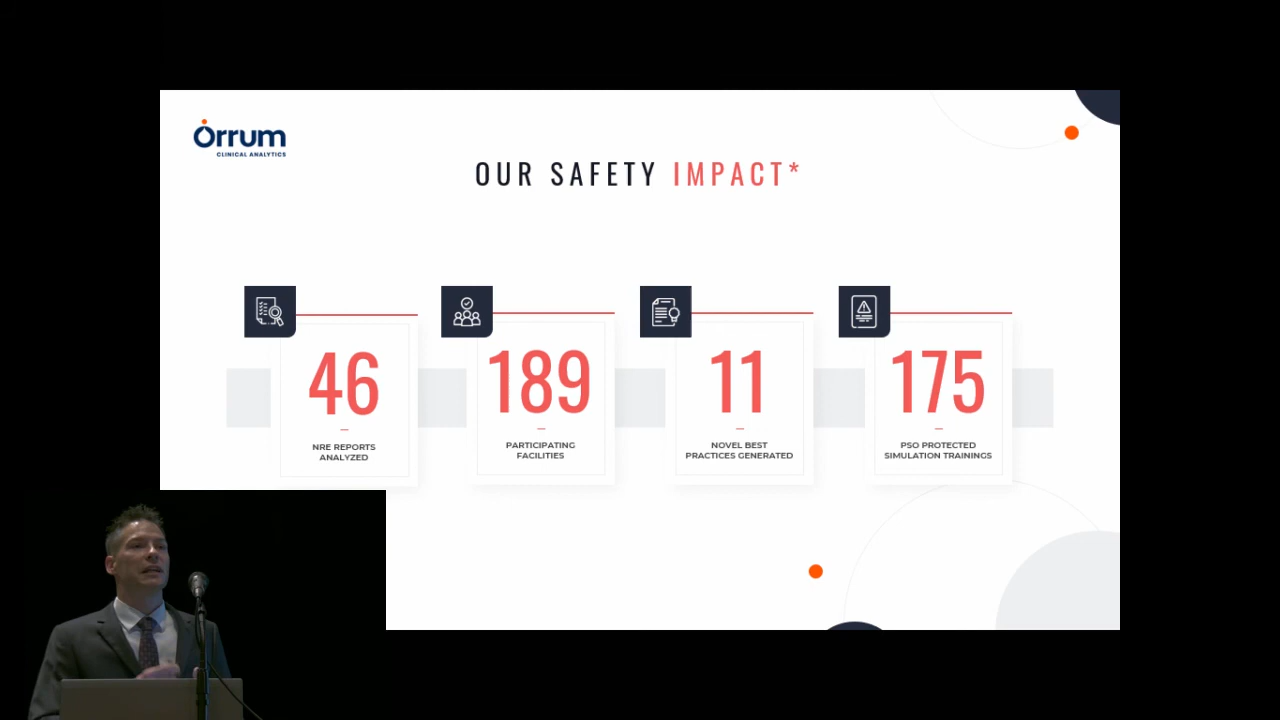 Orrum
CLINICAL ANALYTICS
OUR SAFETY IMPACT*
46
NRE REPORTS
ANALYZED
189
PARTICIPATING
FACILITIES
11
NOVEL BEST
PRACTICES GENERATED
175
PSO PROTECTED
SIMULATION TRAININGS